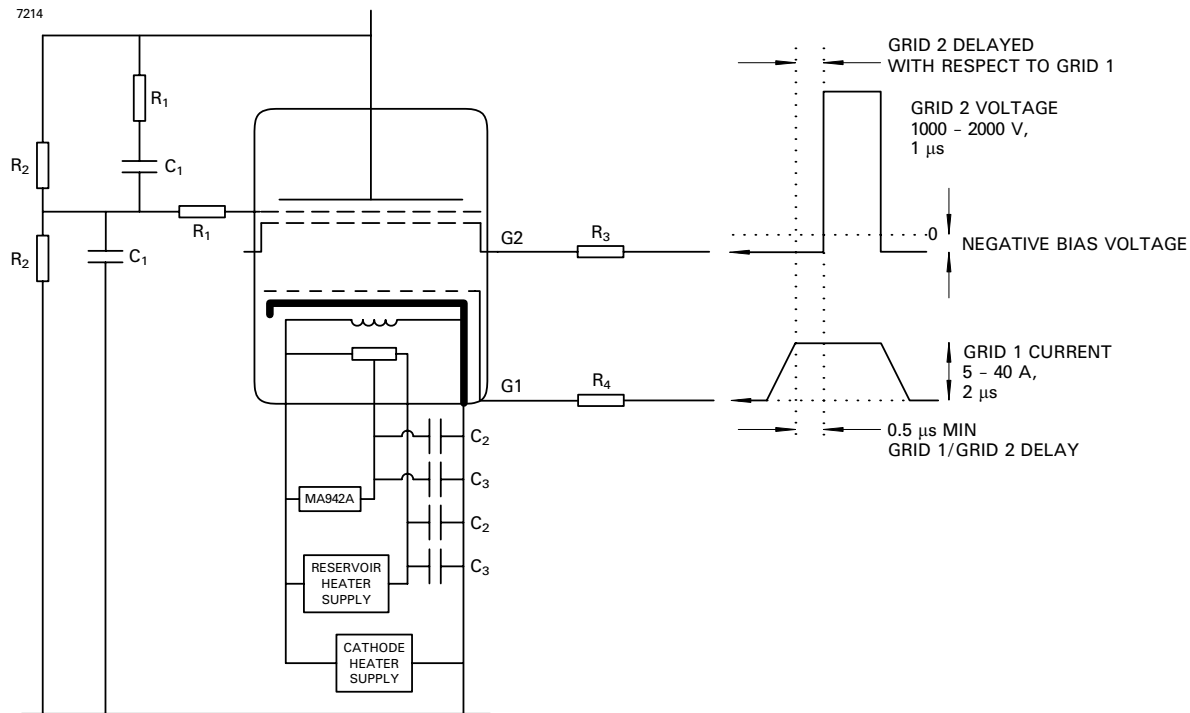 7214
R1
R2
C1
R1
R2
C1
G2
R3
G1
R4
C2
C3
MA942A
C2
C3
RESERVOIR
HEATER
SUPPLY
CATHODE
HEATER
SUPPLY
GRID 2 DELAYED
WITH RESPECT TO GRID 1
GRID 2 VOLTAGE
1000 – 2000 V,
1 μs
0
NEGATIVE BIAS VOLTAGE
GRID 1 CURRENT
5 – 40 A,
2 μs
0.5 μs MIN
GRID 1/GRID 2 DELAY